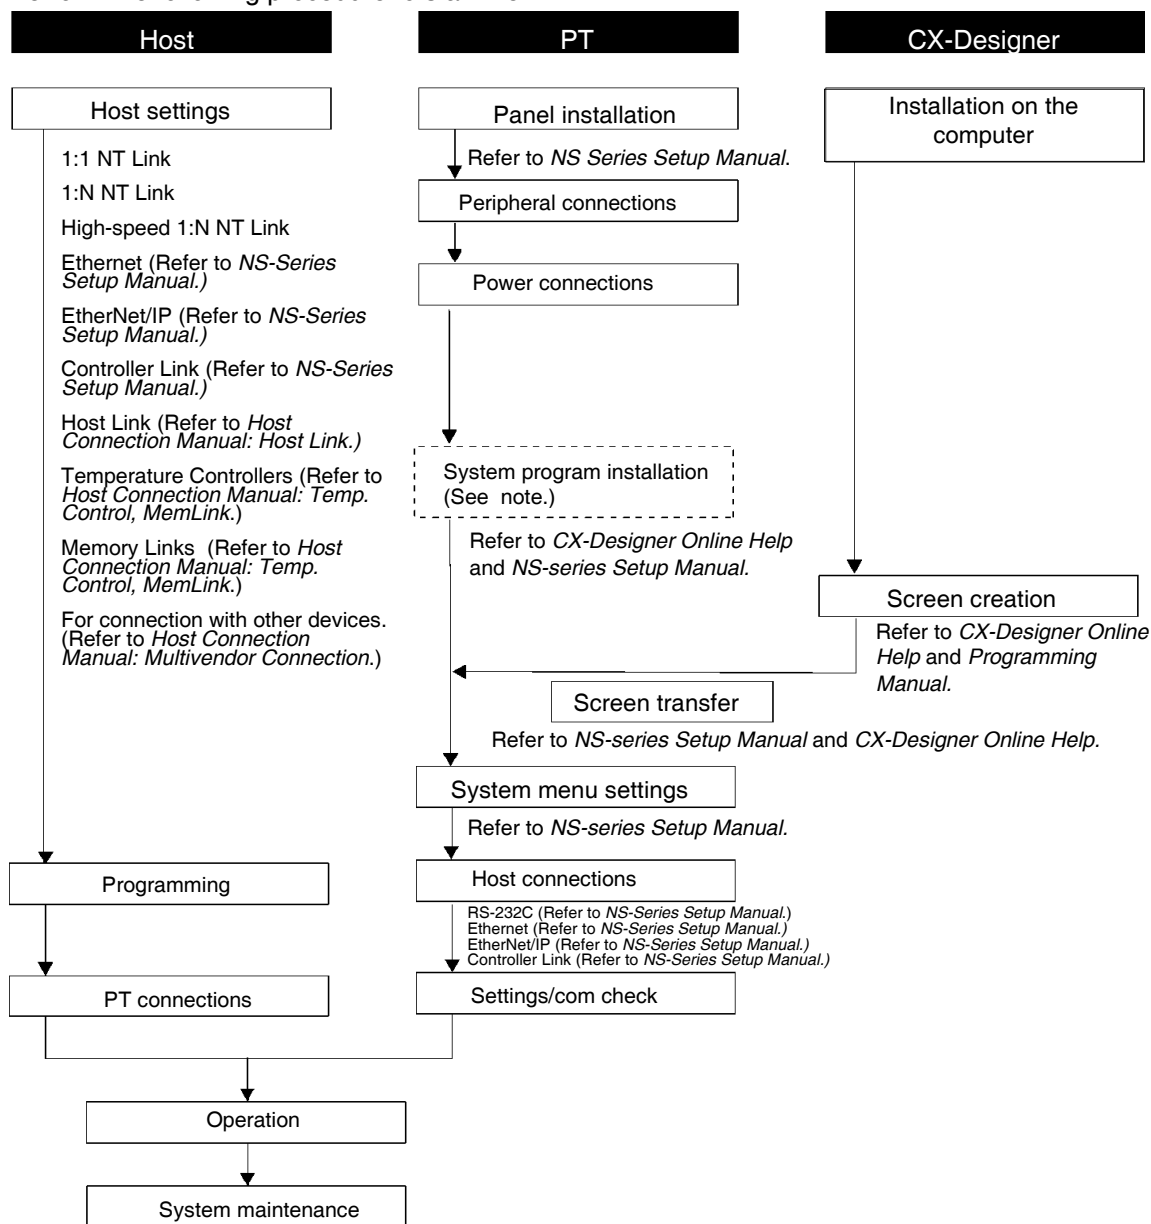 Host
PT
CX-Designer
Host settings
1:1 NT Link
1:N NT Link
High-speed 1:N NT Link
Ethernet (Refer to NS-Series
Setup Manual.)
EtherNet/IP (Refer to NS-Series
Setup Manual.)
Controller Link (Refer to NS-Series
Setup Manual.)
Host Link (Refer to Host
Connection Manual: Host Link.)
Temperature Controllers (Refer to
Host Connection Manual: Temp.
Control, MemLink.)
Memory Links (Refer to Host
Connection Manual: Temp.
Control, MemLink.)
For connection with other devices.
(Refer to Host Connection
Manual: Multivendor Connection.)
Programming
PT connections
Panel installation
Refer to NS Series Setup Manual.
Peripheral connections
Power connections
System program installation
(See note.)
Refer to CX-Designer Online Help
and NS-series Setup Manual.
Installation on the
computer
Screen creation
Refer to CX-Designer Online
Help and Programming
Manual.
Screen transfer
Refer to NS-series Setup Manual and CX-Designer Online Help.
System menu settings
Refer to NS-series Setup Manual.
Host connections
RS-232C (Refer to NS-Series Setup Manual.)
Ethernet (Refer to NS-Series Setup Manual.)
EtherNet/IP (Refer to NS-Series Setup Manual.)
Controller Link (Refer to NS-Series Setup Manual.)
Settings/com check
Operation
System maintenance